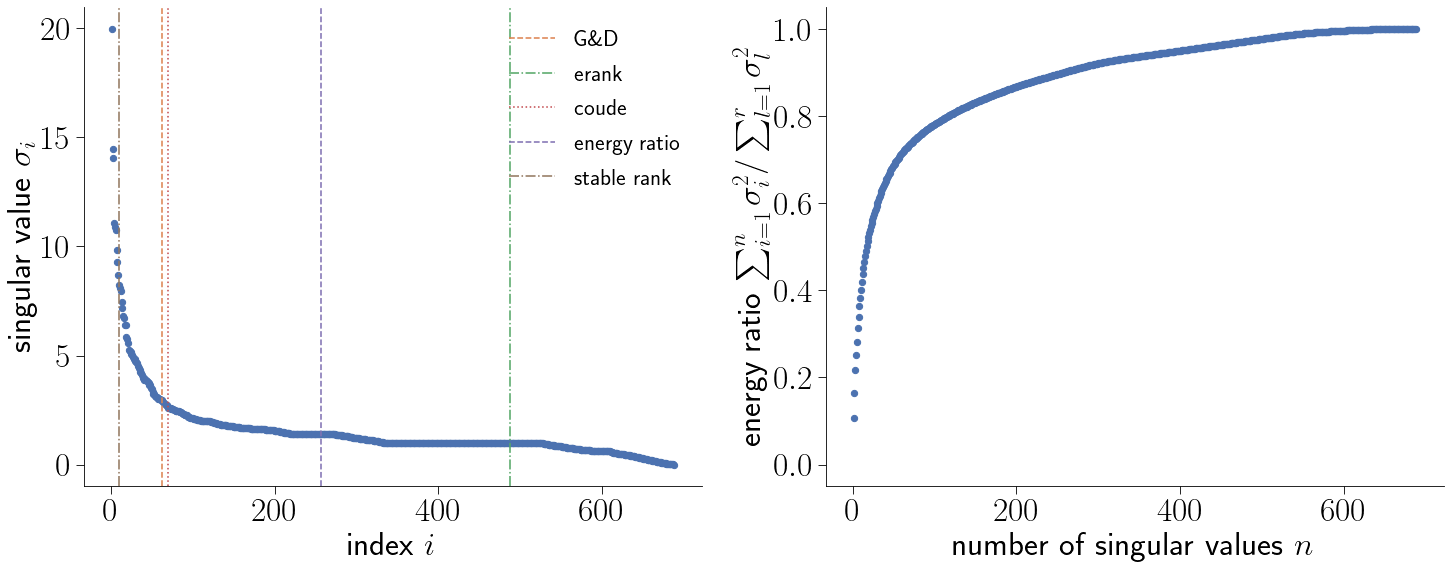 20
15
10
5
0
singular value σ_i
0 200 400 600
index i
G&D
erank
coude
energy ratio
stable rank
1.0
0.8
0.6
0.4
0.2
0.0
energy ratio ∑_{i=1}^{n} σ_i^2 / ∑_{l=1}^{r} σ_l^2
0 200 400 600
number of singular values n